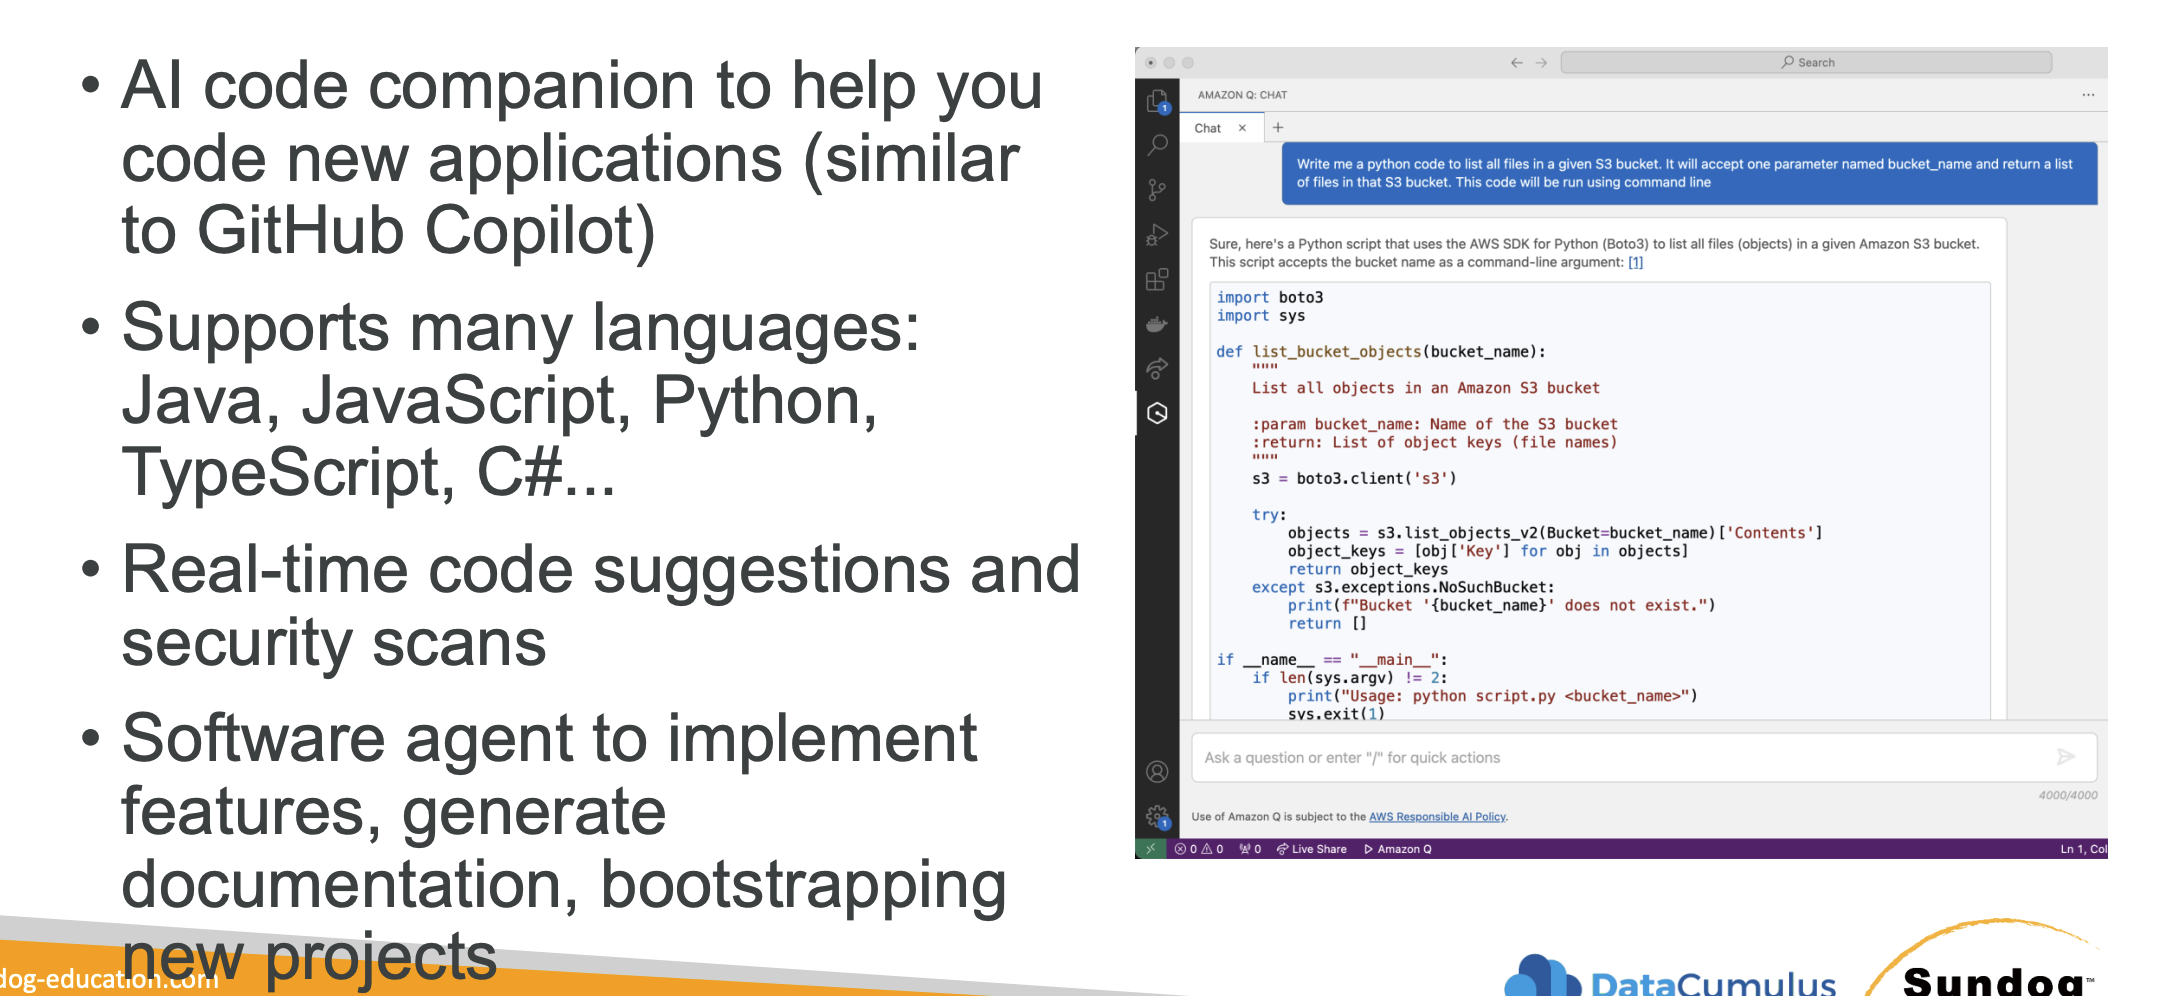 • AI code companion to help you
code new applications (similar
to GitHub Copilot)
• Supports many languages:
Java, JavaScript, Python,
TypeScript, C#...
• Real-time code suggestions and
security scans
• Software agent to implement
features, generate
documentation, bootstrapping
new projects
dog-education.com
Search
AMAZON Q: CHAT
...
Chat × +
Write me a python code to list all files in a given S3 bucket. It will accept one parameter named bucket_name and return a list
of files in that S3 bucket. This code will be run using command line
Sure, here's a Python script that uses the AWS SDK for Python (Boto3) to list all files (objects) in a given Amazon S3 bucket.
This script accepts the bucket name as a command-line argument: [1]
import boto3
import sys
def list_bucket_objects(bucket_name):
"""
List all objects in an Amazon S3 bucket
:param bucket_name: Name of the S3 bucket
:return: List of object keys (file names)
"""
s3 = boto3.client('s3')
try:
objects = s3.list_objects_v2(Bucket=bucket_name)['Contents']
object_keys = [obj['Key'] for obj in objects]
return object_keys
except s3.exceptions.NoSuchBucket:
print(f"Bucket '{bucket_name}' does not exist.")
return []
if __name__ == "__main__":
if len(sys.argv) != 2:
print("Usage: python script.py <bucket_name>")
sys.exit(1)
Ask a question or enter "/" for quick actions
4000/4000
Use of Amazon Q is subject to the AWS Responsible AI Policy.
1
1
0 0 0 Live Share Amazon Q Ln 1, Col
DataCumulus
Sundog™